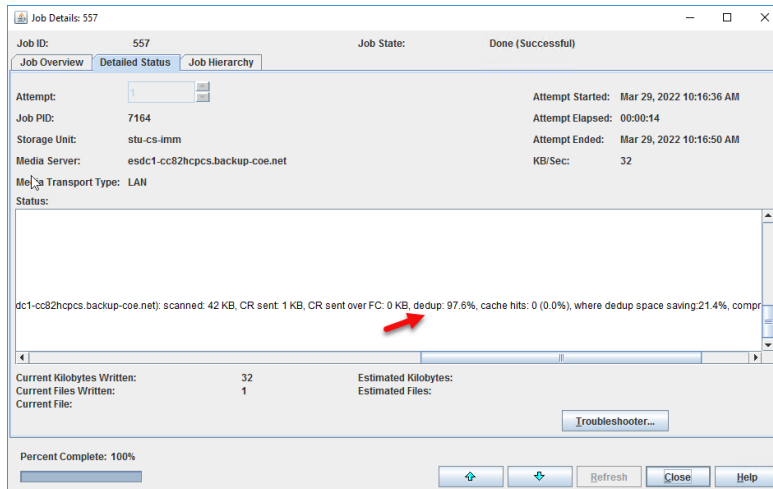 Job Details: 557
Job ID: 557 Job State: Done (Successful)
Job Overview Detailed Status Job Hierarchy
Attempt: 1 Attempt Started: Mar 29, 2022 10:16:36 AM
Job PID: 7164 Attempt Elapsed: 00:00:14
Storage Unit: stu-cs-imm Attempt Ended: Mar 29, 2022 10:16:50 AM
Media Server: esdc1-cc82hcpcs.backup-coe.net KB/Sec: 32
Media Transport Type: LAN
Status:
dc1-cc82hcpcs.backup-coe.net): scanned: 42 KB, CR sent: 1 KB, CR sent over FC: 0 KB, dedup: 97.6%, cache hits: 0 (0.0%), where dedup space saving:21.4%, compr
Current Kilobytes Written: 32 Estimated Kilobytes:
Current Files Written: 1 Estimated Files:
Current File:
Troubleshooter...
Percent Complete: 100%
Refresh Close Help